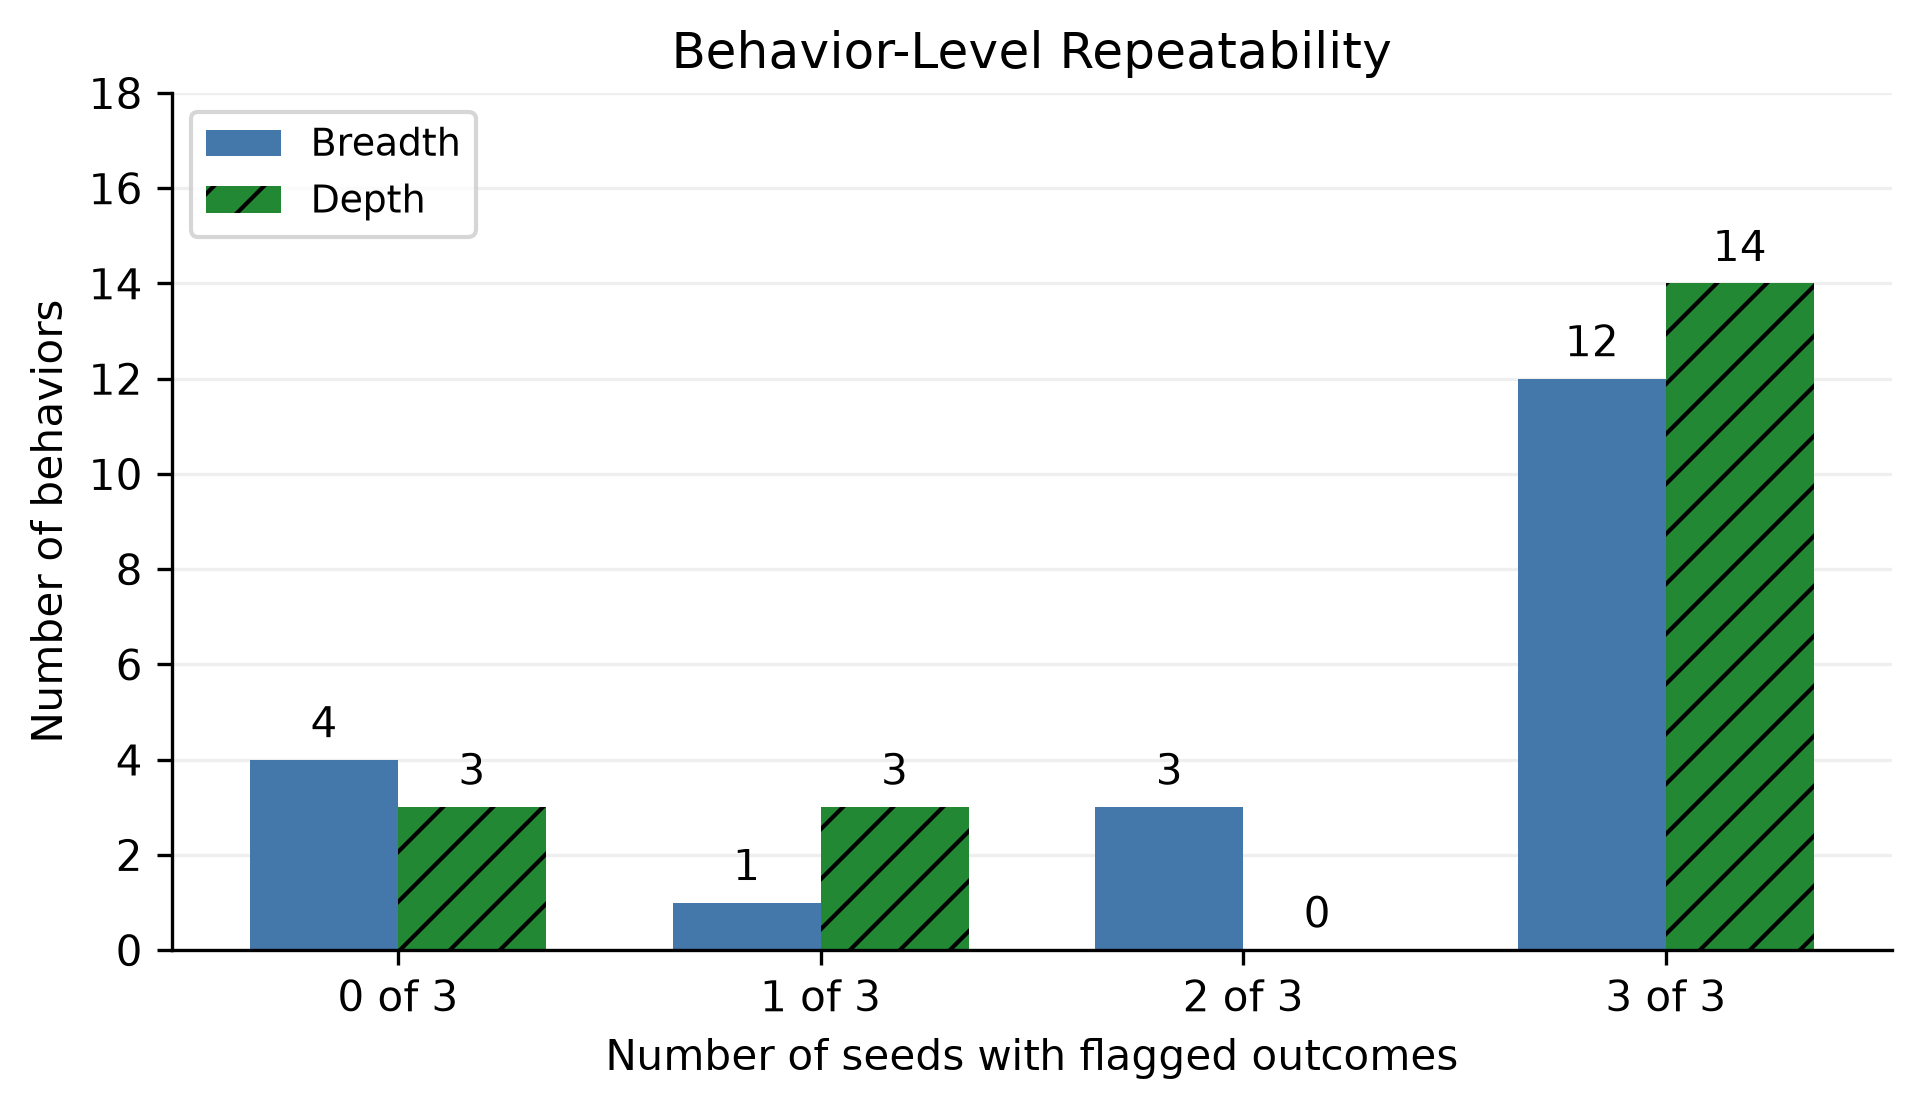 Behavior-Level Repeatability
Breadth
Depth
Number of behaviors
18
16
14
12
10
8
6
4
2
0
4
3
1
3
3
0
12
14
0 of 3
1 of 3
2 of 3
3 of 3
Number of seeds with flagged outcomes